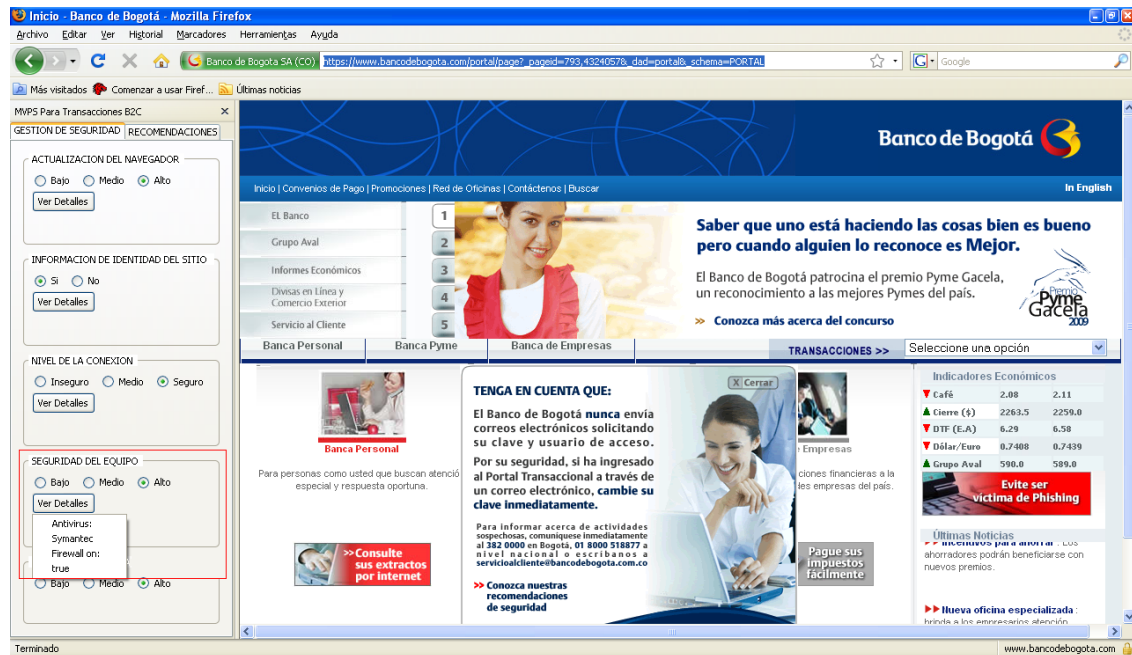 Inicio - Banco de Bogotá - Mozilla Firefox
Archivo Editar Ver Historial Marcadores Herramientas Ayuda
Banco de Bogota SA (CO) https://www.bancodebogota.com/portal/page?_pageid=793,4324057&_dad=portal&_schema=PORTAL
G Google
Más visitados Comenzar a usar Firef... Últimas noticias
MVPS Para Transacciones B2C
GESTION DE SEGURIDAD RECOMENDACIONES
ACTUALIZACION DEL NAVEGADOR
Bajo Medio Alto
Ver Detalles
INFORMACION DE IDENTIDAD DEL SITIO
Si No
Ver Detalles
NIVEL DE LA CONEXION
Inseguro Medio Seguro
Ver Detalles
SEGURIDAD DEL EQUIPO
Bajo Medio Alto
Ver Detalles
Antivirus:
Symantec
Firewall on:
true
Bajo Medio Alto
Banco de Bogotá
Inicio | Convenios de Pago | Promociones | Red de Oficinas | Contáctenos | Buscar In English
EL Banco
Grupo Aval
Informes Económicos
Divisas en Línea y
Comercio Exterior
Servicio al Cliente
1
2
3
4
5
Saber que uno está haciendo las cosas bien es bueno
pero cuando alguien lo reconoce es Mejor.
El Banco de Bogotá patrocina el premio Pyme Gacela,
un reconocimiento a las mejores Pymes del país.
>> Conozca más acerca del concurso
Premio
Pyme
Gacela
2009
Banca Personal Banca Pyme Banca de Empresas
TRANSACCIONES >> Seleccione una opción
Banca Personal
Para personas como usted que buscan atenció
especial y respuesta oportuna.
>>Consulte
sus extractos
por internet
X Cerrar
TENGA EN CUENTA QUE:
El Banco de Bogotá nunca envía
correos electrónicos solicitando
su clave y usuario de acceso.
Por su seguridad, si ha ingresado
al Portal Transaccional a través de
un correo electrónico, cambie su
clave inmediatamente.
Para informar acerca de actividades
sospechosas, comuníquese inmediatamente
al 382 0000 en Bogotá, 01 8000 518877 a
nivel nacional o escríbanos a
servicioalcliente@bancodebogota.com.co
>> Conozca nuestras
recomendaciones
de seguridad
Empresas
ciones financieras a la
es empresas del país.
Pague sus
impuestos
fácilmente
Indicadores Económicos
Café 2.08 2.11
Cierre ($) 2263.5 2259.0
DTF (E.A) 6.29 6.58
Dólar/Euro 0.7408 0.7439
Grupo Aval 590.0 589.0
Evite ser
víctima de Phishing
Últimas Noticias
Incentivos para ahorrar : Los
ahorradores podrán beneficiarse con
nuevos premios.
Nueva oficina especializada :
brinda a los empresarios atención
Terminado
www.bancodebogota.com